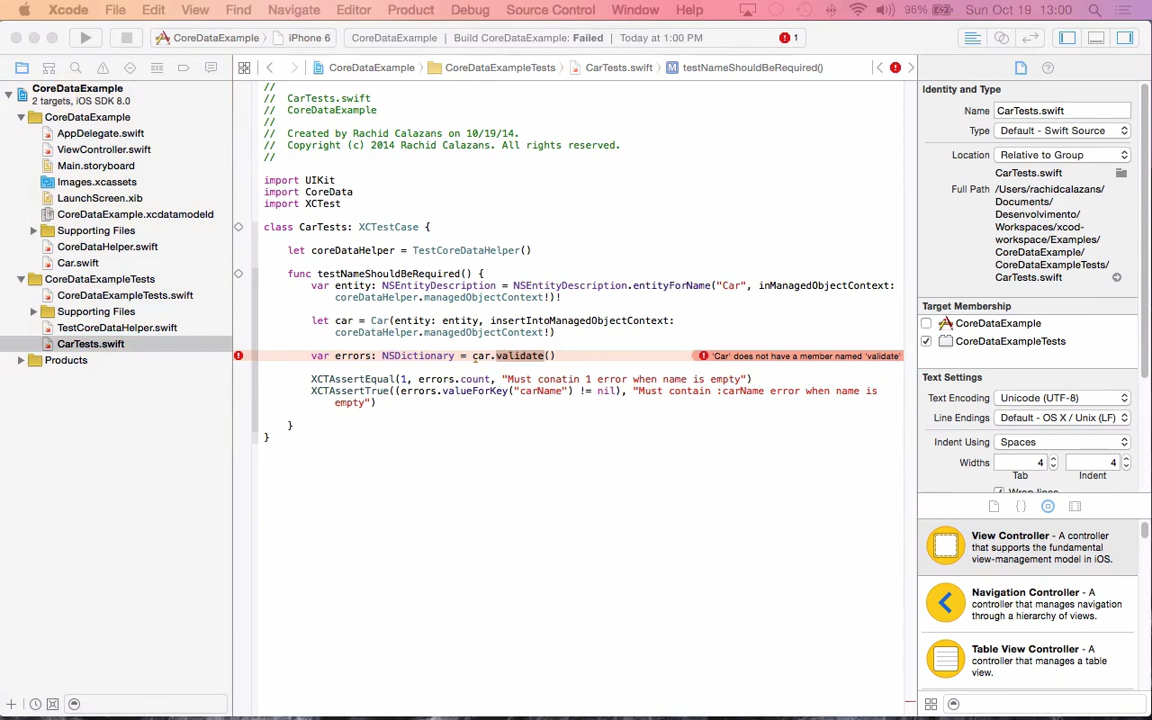 Xcode File Edit View Find Navigate Editor Product Debug Source Control Window Help 96% Sun Oct 19 13:00
CoreDataExample iPhone 6 CoreDataExample Build CoreDataExample: Failed Today at 1:00 PM 1
CoreDataExample CoreDataExampleTests CarTests.swift testNameShouldBeRequired()
CoreDataExample
2 targets, iOS SDK 8.0
CoreDataExample
AppDelegate.swift
ViewController.swift
Main.storyboard
Images.xcassets
LaunchScreen.xib
CoreDataExample.xcdatamodeld
Supporting Files
CoreDataHelper.swift
Car.swift
CoreDataExampleTests
CoreDataExampleTests.swift
Supporting Files
TestCoreDataHelper.swift
CarTests.swift
Products
//
// CarTests.swift
// CoreDataExample
//
// Created by Rachid Calazans on 10/19/14.
// Copyright (c) 2014 Rachid Calazans. All rights reserved.
//
import UIKit
import CoreData
import XCTest
class CarTests: XCTestCase {
let coreDataHelper = TestCoreDataHelper()
func testNameShouldBeRequired() {
var entity: NSEntityDescription = NSEntityDescription.entityForName("Car", inManagedObjectContext:
coreDataHelper.managedObjectContext!)!
let car = Car(entity: entity, insertIntoManagedObjectContext:
coreDataHelper.managedObjectContext!)
var errors: NSDictionary = car.validate() 'Car' does not have a member named 'validate'
XCTAssertEqual(1, errors.count, "Must conatin 1 error when name is empty")
XCTAssertTrue((errors.valueForKey("carName") != nil), "Must contain :carName error when name is
empty")
}
}
Identity and Type
Name CarTests.swift
Type Default - Swift Source
Location Relative to Group
CarTests.swift
Full Path /Users/rachidcalazans/
Documents/
Desenvolvimento/
Workspaces/xcod-
workspace/Examples/
CoreDataExample/
CoreDataExampleTests/
CarTests.swift
Target Membership
CoreDataExample
CoreDataExampleTests
Text Settings
Text Encoding Unicode (UTF-8)
Line Endings Default - OS X / Unix (LF)
Indent Using Spaces
Widths 4 4
Tab Indent
Wrap lines
{ }
View Controller - A controller
that supports the fundamental
view-management model in iOS.
Navigation Controller - A
controller that manages navigation
through a hierarchy of views.
Table View Controller - A
controller that manages a table
view.